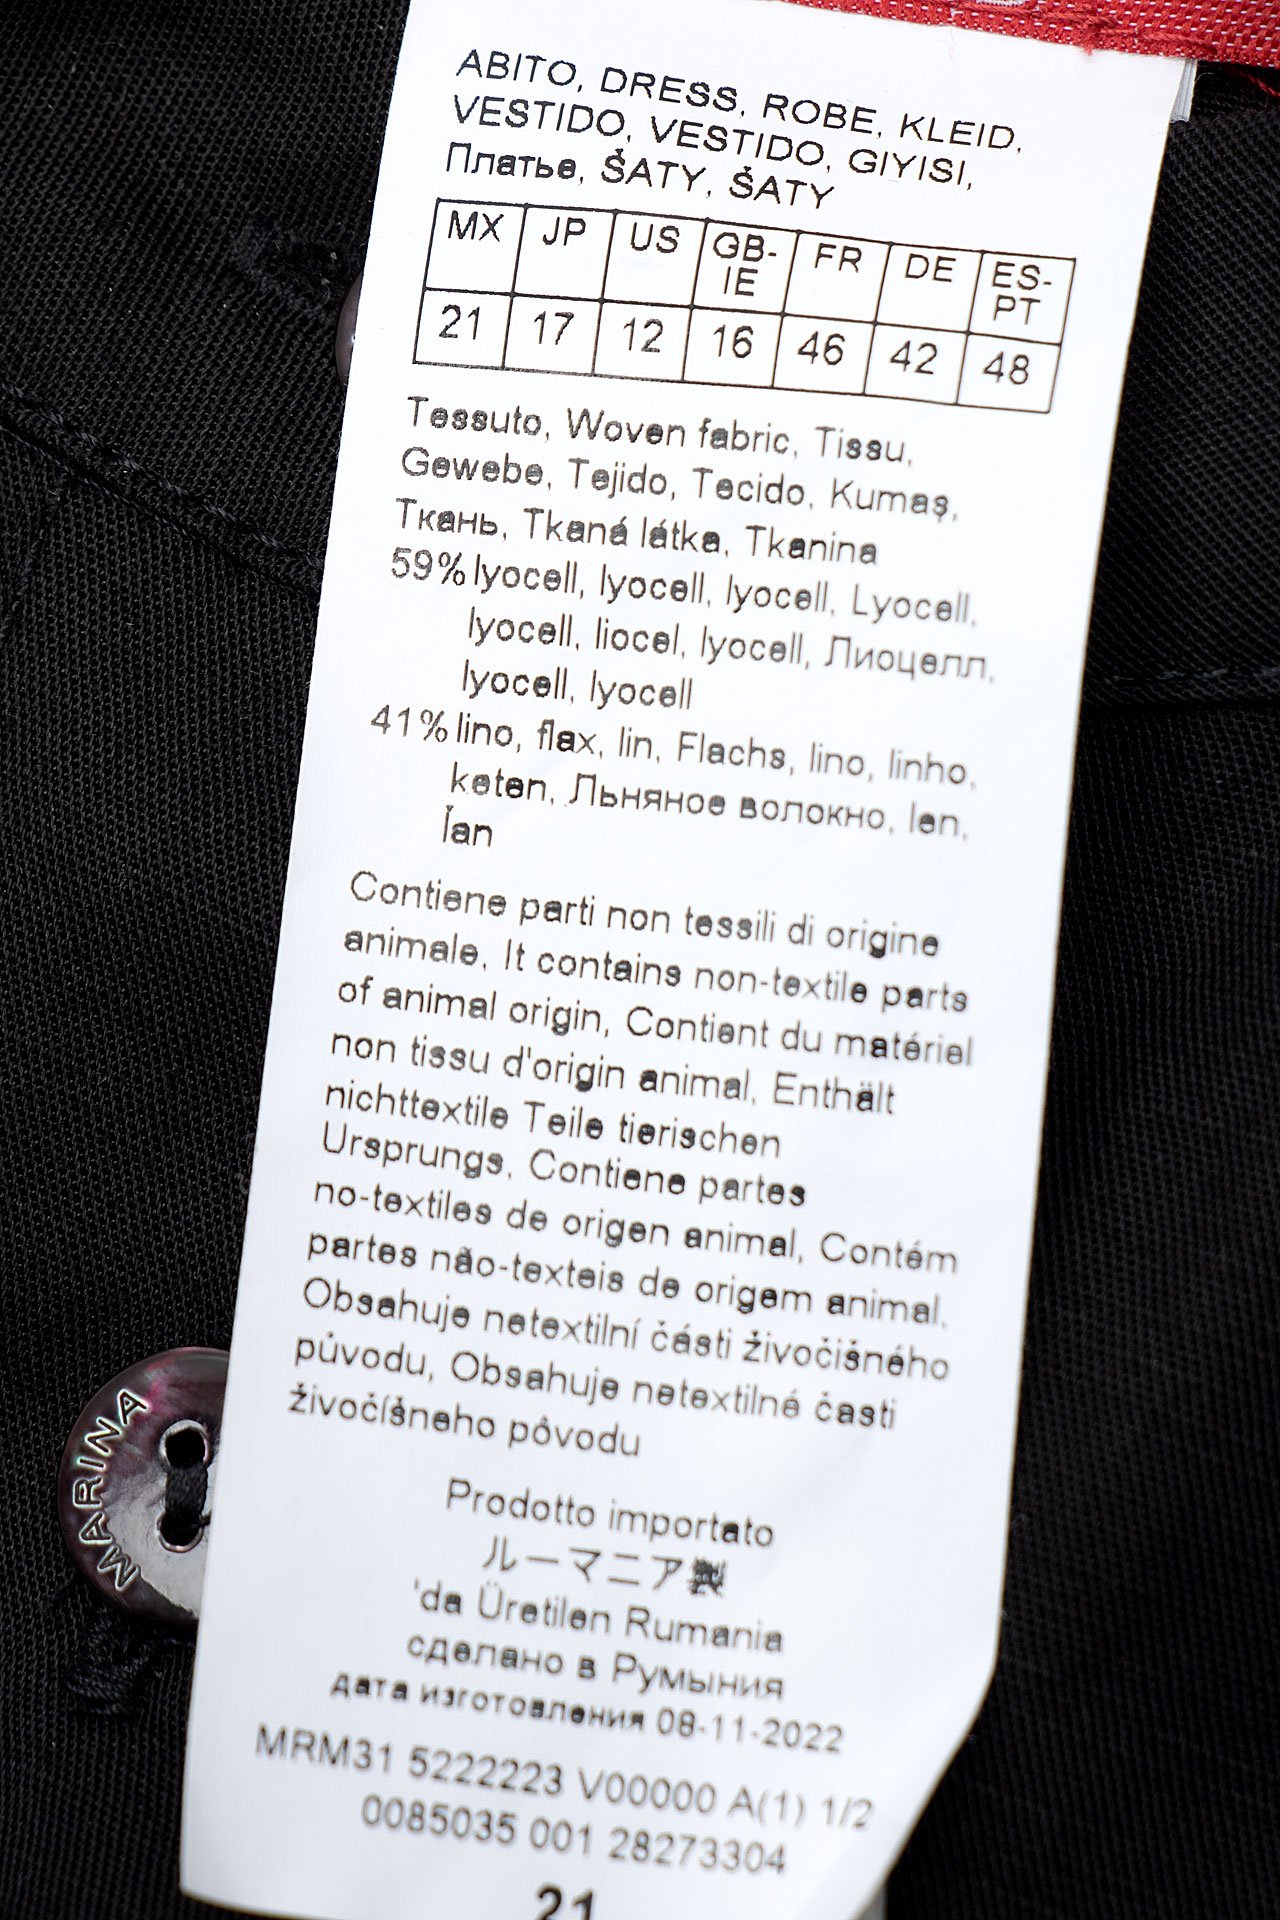 ABITO, DRESS, ROBE, KLEID,
VESTIDO, VESTIDO, GIYISI,
Платье, ŠATY, ŠATY
MX JP US GB-IE FR DE ES-PT
21 17 12 16 46 42 48
Tessuto, Woven fabric, Tissu,
Gewebe, Tejido, Tecido, Kumaş,
Ткань, Tkaná látka, Tkanina
59% lyocell, lyocell, lyocell, Lyocell,
lyocell, liocel, lyocell, Лиоцелл,
lyocell, lyocell
41% lino, flax, lin, Flachs, lino, linho,
keten, Льняное волокно, len,
ľan
Contiene parti non tessili di origine
animale, It contains non-textile parts
of animal origin, Contient du matériel
non tissu d'origin animal, Enthält
nichttextile Teile tierischen
Ursprungs, Contiene partes
no-textiles de origen animal, Contém
partes não-texteis de origem animal,
Obsahuje netextilní části živočišného
původu, Obsahuje netextilné časti
živočíšneho pôvodu
Prodotto importato
ルーマニア製
'da Üretilen Rumania
сделано в Румыния
дата изготовления 08-11-2022
MRM31 5222223 V00000 A(1) 1/2
0085035 001 28273304
21
MARINA